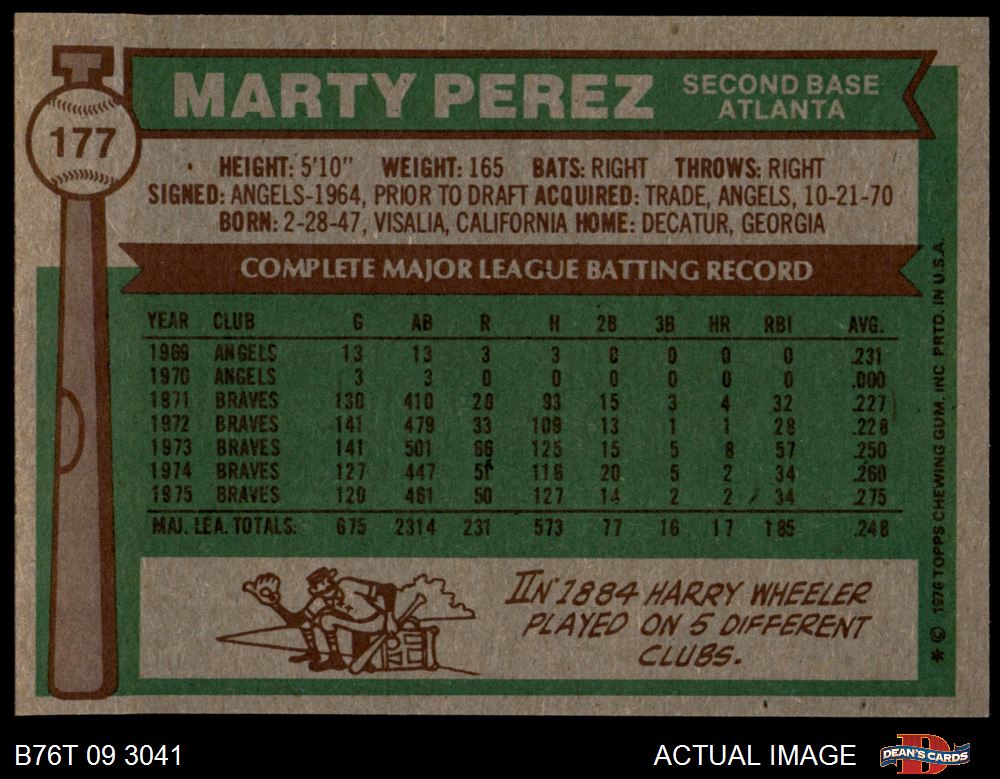 MARTY PEREZ
SECOND BASE
ATLANTA
177
HEIGHT: 5'10" WEIGHT: 165 BATS: RIGHT THROWS: RIGHT
SIGNED: ANGELS-1964, PRIOR TO DRAFT ACQUIRED: TRADE, ANGELS, 10-21-70
BORN: 2-28-47, VISALIA, CALIFORNIA HOME: DECATUR, GEORGIA
COMPLETE MAJOR LEAGUE BATTING RECORD
YEAR CLUB G AB R H 2B 3B HR RBI AVG.
1969 ANGELS 13 13 3 3 0 0 0 0 .231
1970 ANGELS 3 3 0 0 0 0 0 0 .000
1971 BRAVES 130 410 28 93 15 3 4 32 .227
1972 BRAVES 141 479 33 109 13 1 1 28 .228
1973 BRAVES 141 501 66 125 15 5 8 57 .250
1974 BRAVES 127 447 51 116 20 5 2 34 .260
1975 BRAVES 120 461 50 127 14 2 2 34 .275
MAJ. LEA. TOTALS: 675 2314 231 573 77 16 17 185 .248
IN 1884 HARRY WHEELER
PLAYED ON 5 DIFFERENT
CLUBS.
* © 1976 TOPPS CHEWING GUM, INC PRTD. IN U.S.A.
B76T 09 3041
ACTUAL IMAGE
DEAN'S CARDS